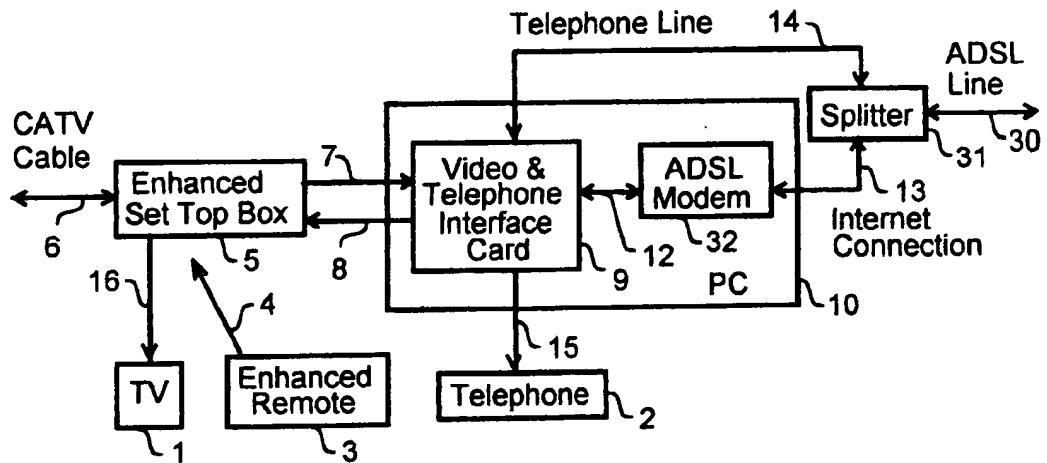 Telephone Line
14
ADSL
Line
CATV
Cable
Splitter
30
31
7
Video &
Telephone
Interface
Card
ADSL
Modem
Enhanced
Set Top Box
13
Internet
Connection
6
5
8
12
32
9
PC
10
16
4
15
TV
Enhanced
Remote
Telephone
2
1
3